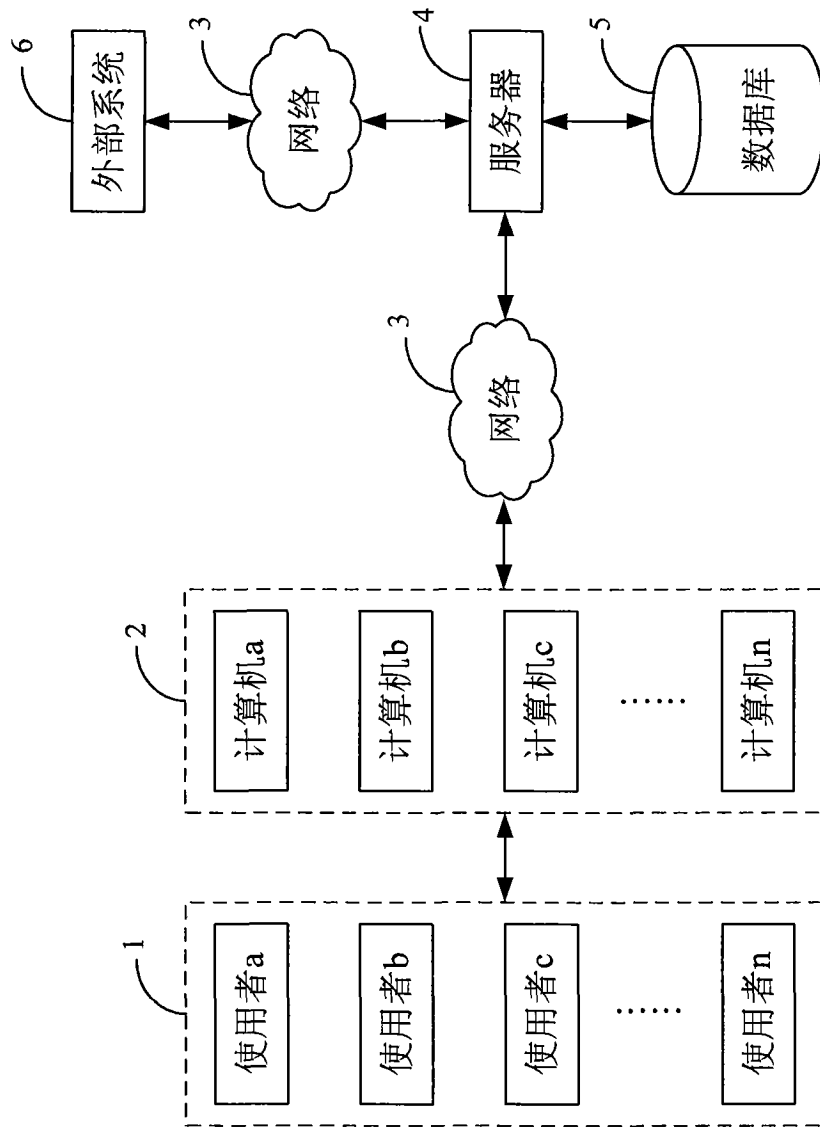 1
使用者a
使用者b
使用者c
……
使用者n
2
计算机a
计算机b
计算机c
……
计算机n
3
网络
6
外部系统
3
网络
4
服务器
5
数据库